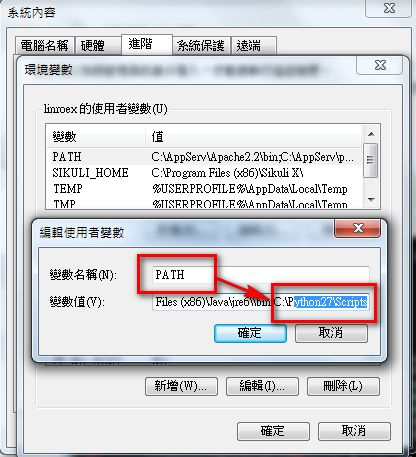 系統內容
電腦名稱 硬體 進階 系統保護 遠端
環境變數
linroex 的使用者變數(U)
變數 值
PATH C:\AppServ\Apache2.2\bin;C:\AppServ\p...
SIKULI_HOME C:\Program Files (x86)\Sikuli X\
TEMP %USERPROFILE%\AppData\Local\Temp
TMP %USERPROFILE%\AppData\Local\Temp
編輯使用者變數
變數名稱(N): PATH
變數值(V): Files (x86)\Java\jre6\\bin;C:\Python27\Scripts
確定 取消
新增(W)... 編輯(I)... 刪除(L)
確定 取消